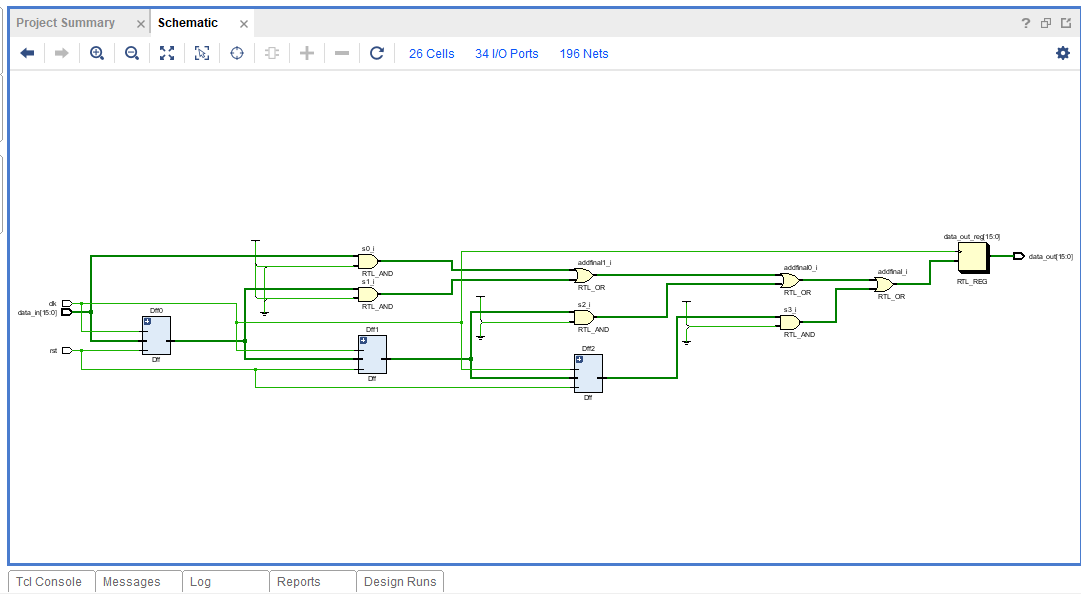 Project Summary
Schematic
26 Cells
34 I/O Ports
196 Nets
data_out_reg[15:0]
s0_i
RTL_AND
data_out[15:0]
addfinal1_i
RTL_OR
addfinal0_i
RTL_OR
addfinal_i
RTL_OR
RTL_REG
s1_i
RTL_AND
clk
data_in[15:0]
rst
Dff0
Dff
s2_i
RTL_AND
s3_i
RTL_AND
Dff1
Dff
Dff2
Dff
Tcl Console
Messages
Log
Reports
Design Runs